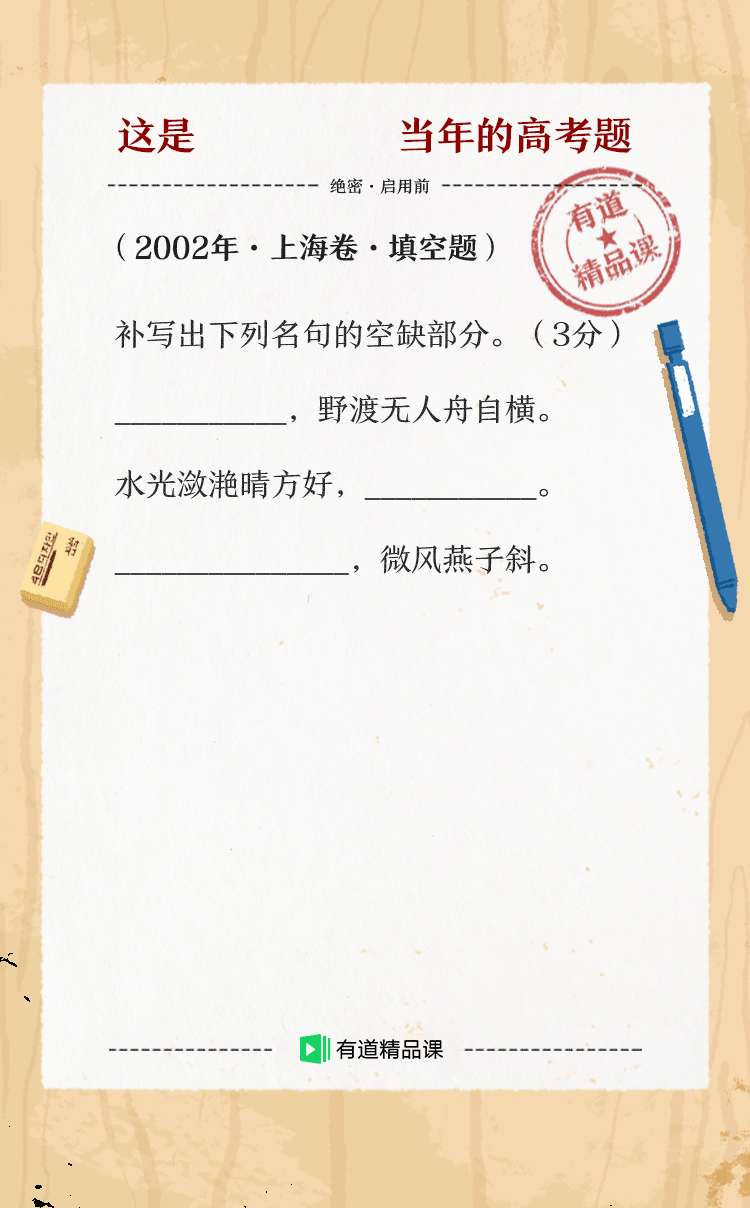 这是 当年的高考题
绝密·启用前
有道
精品课
（2002年·上海卷·填空题）
补写出下列名句的空缺部分。（3分）
___________，野渡无人舟自横。
水光潋滟晴方好，___________。
_______________，微风燕子斜。
有道精品课